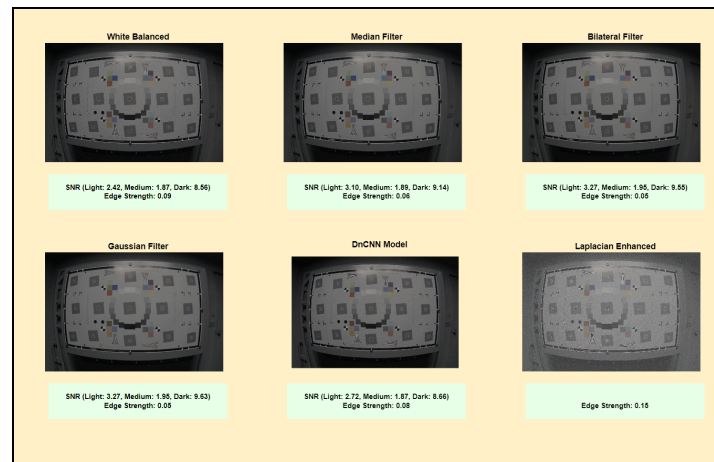 White Balanced
Median Filter
Bilateral Filter
SNR (Light: 2.42, Medium: 1.87, Dark: 8.56)
Edge Strength: 0.09
SNR (Light: 3.10, Medium: 1.89, Dark: 9.14)
Edge Strength: 0.06
SNR (Light: 3.27, Medium: 1.95, Dark: 9.55)
Edge Strength: 0.05
Gaussian Filter
DnCNN Model
Laplacian Enhanced
SNR (Light: 3.27, Medium: 1.95, Dark: 9.63)
Edge Strength: 0.05
SNR (Light: 2.72, Medium: 1.87, Dark: 8.66)
Edge Strength: 0.08
Edge Strength: 0.15